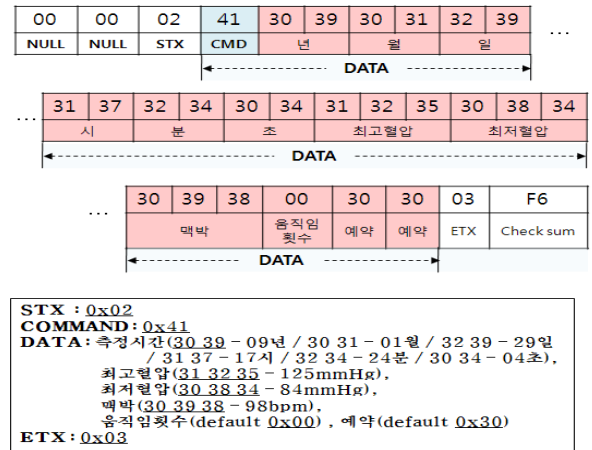 00 00 02 41 30 39 30 31 32 39
NULL NULL STX CMD 년 월 일 ...
DATA
... 31 37 32 34 30 34 31 32 35 30 38 34
시 분 초 최고혈압 최저혈압
DATA
30 39 38 00 30 30 03 F6
... 맥박 움직임 횟수 예약 예약 ETX Check sum
DATA
STX : 0x02
COMMAND: 0x41
DATA: 측정시간(30 39 - 09년 / 30 31 - 01월 / 32 39 - 29일
/ 31 37 - 17시 / 32 34 - 24분 / 30 34 - 04초),
최고혈압(31 32 35 - 125mmHg),
최저혈압(30 38 34 - 84mmHg),
맥박(30 39 38 - 98bpm),
움직임횟수(default 0x00) , 예약(default 0x30)
ETX: 0x03